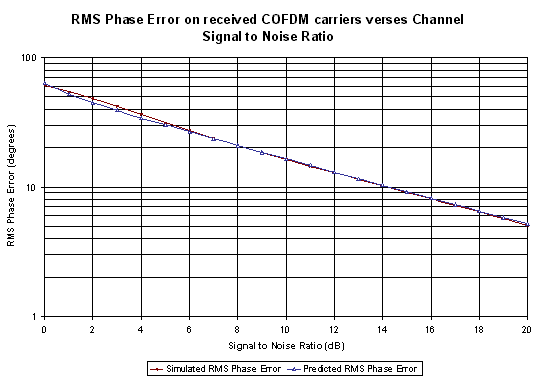 RMS Phase Error on received COFDM carriers verses Channel
Signal to Noise Ratio
100
10
1
RMS Phase Error (degrees)
0 2 4 6 8 10 12 14 16 18 20
Signal to Noise Ratio (dB)
Simulated RMS Phase Error Predicted RMS Phase Error